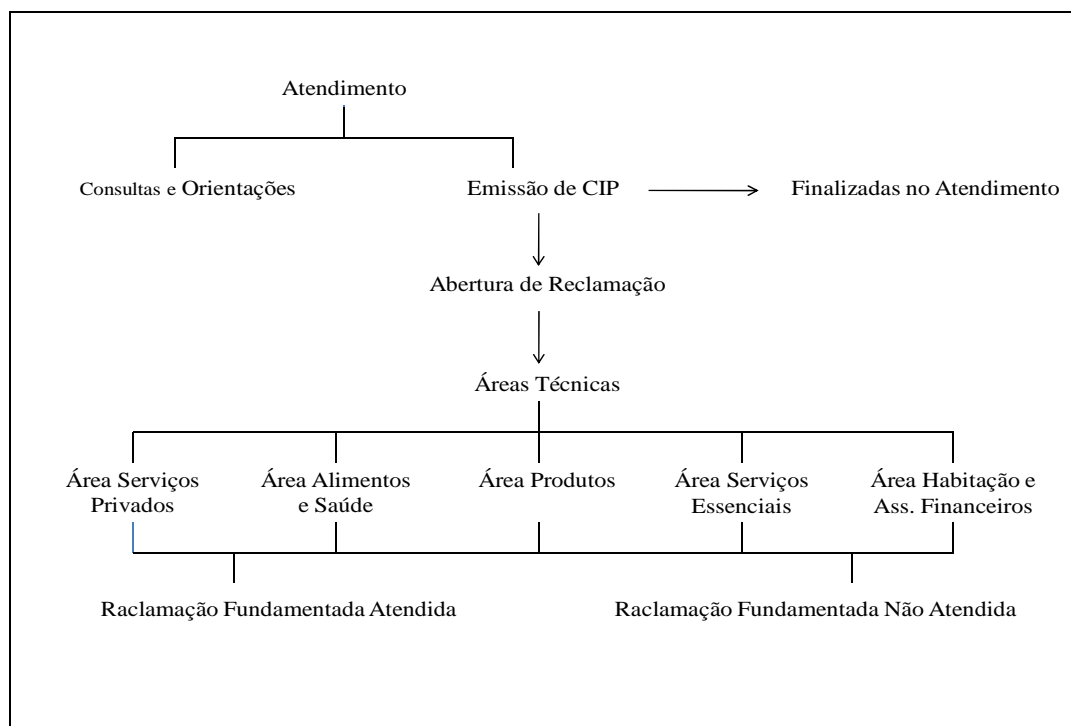 Atendimento
Consultas e Orientações
Emissão de CIP
Finalizadas no Atendimento
Abertura de Reclamação
Áreas Técnicas
Área Serviços
Privados
Área Alimentos
e Saúde
Área Produtos
Área Serviços
Essenciais
Área Habitação e
Ass. Financeiros
Raclamação Fundamentada Atendida
Raclamação Fundamentada Não Atendida